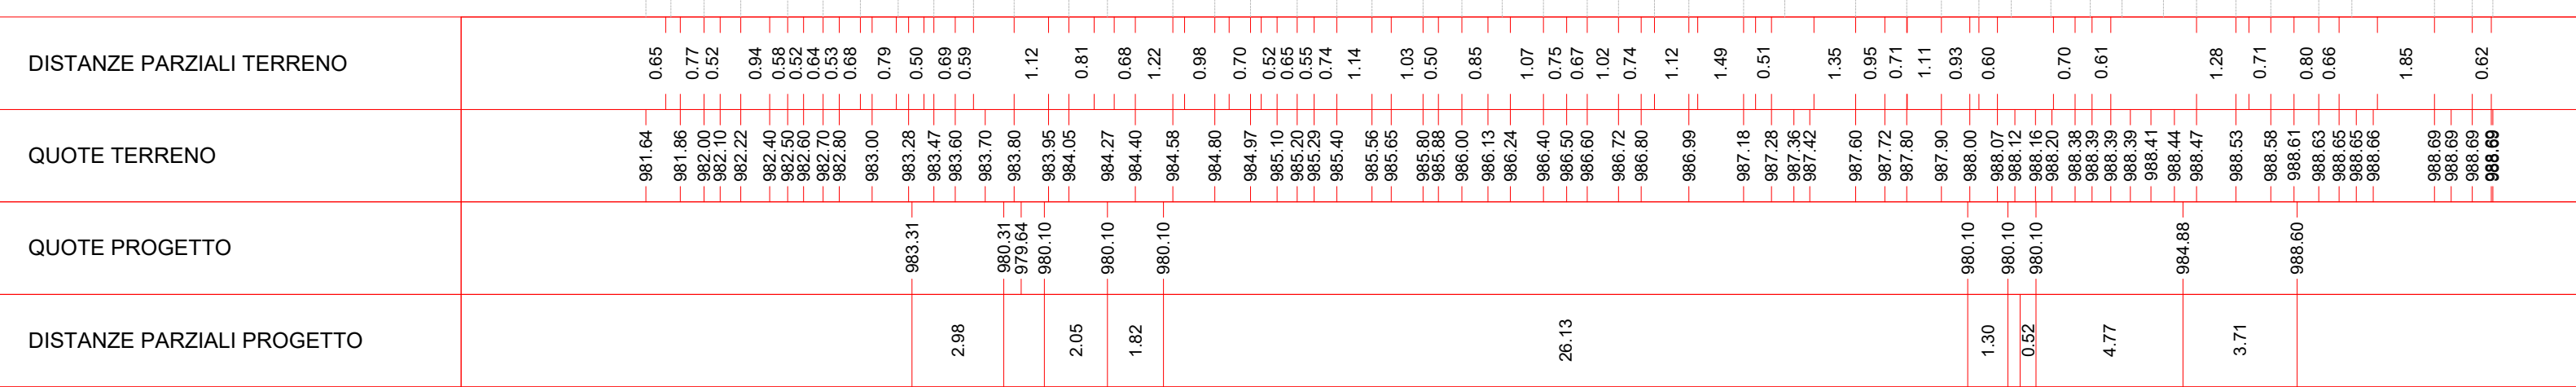 DISTANZE PARZIALI TERRENO 0.65 0.77 0.52 0.94 0.58 0.52 0.64 0.53 0.68 0.79 0.50 0.69 0.59 1.12 0.81 0.68 1.22 0.98 0.70 0.52 0.65 0.55 0.74 1.14 1.03 0.50 0.85 1.07 0.75 0.67 1.02 0.74 1.12 1.49 0.51 1.35 0.95 0.71 1.11 0.93 0.60 0.70 0.61 1.28 0.71 0.80 0.66 1.85 0.62
QUOTE TERRENO 981.64 981.86 982.00 982.10 982.22 982.40 982.50 982.60 982.70 982.80 983.00 983.28 983.47 983.60 983.70 983.80 983.95 984.05 984.27 984.40 984.58 984.80 984.97 985.10 985.20 985.29 985.40 985.56 985.65 985.80 985.88 986.00 986.13 986.24 986.40 986.50 986.60 986.72 986.80 986.99 987.18 987.28 987.36 987.42 987.60 987.72 987.80 987.90 988.00 988.07 988.12 988.16 988.20 988.38 988.39 988.39 988.39 988.41 988.44 988.47 988.53 988.58 988.61 988.63 988.65 988.65 988.66 988.69 988.69 988.69 988.69
QUOTE PROGETTO 983.31 980.31 979.64 980.10 980.10 980.10 980.10 980.10 980.10 984.88 988.60
DISTANZE PARZIALI PROGETTO 2.98 2.05 1.82 26.13 1.30 0.52 4.77 3.71